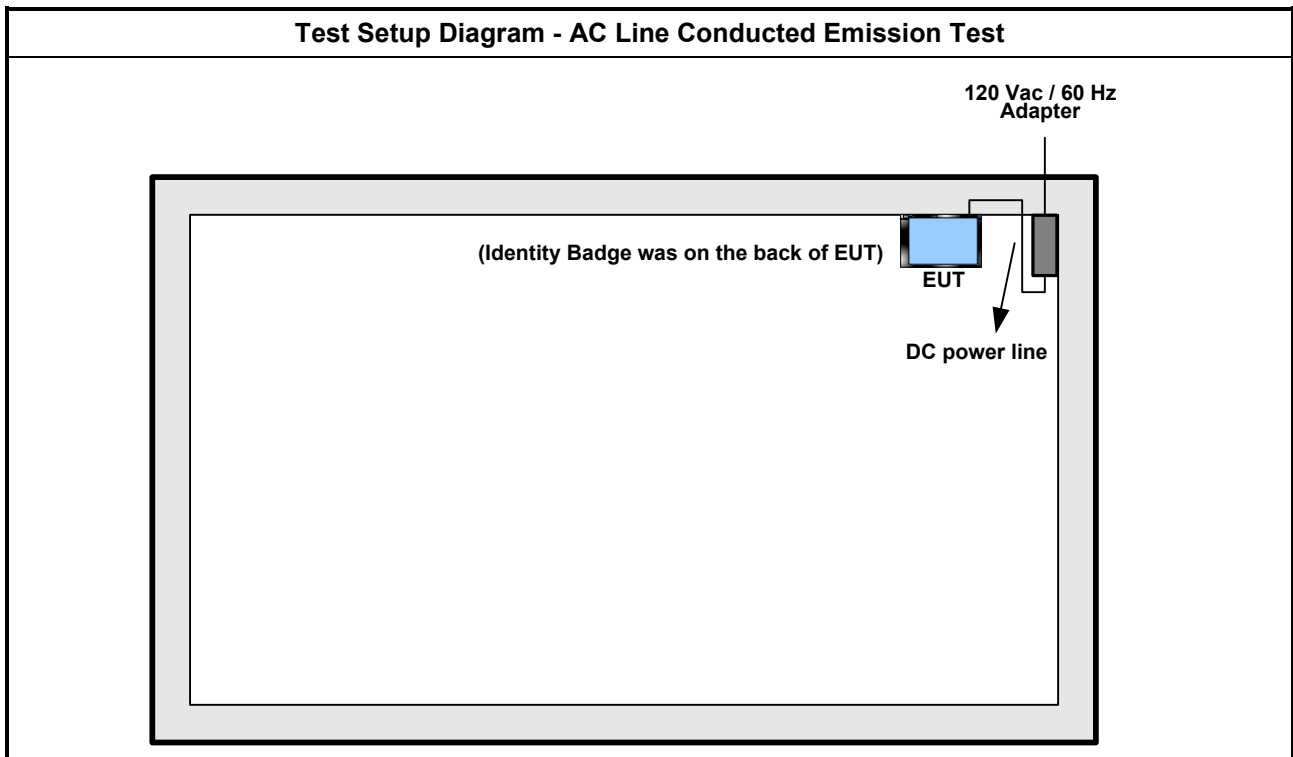 Test Setup Diagram - AC Line Conducted Emission Test
120 Vac / 60 Hz
Adapter
(Identity Badge was on the back of EUT)
EUT
DC power line